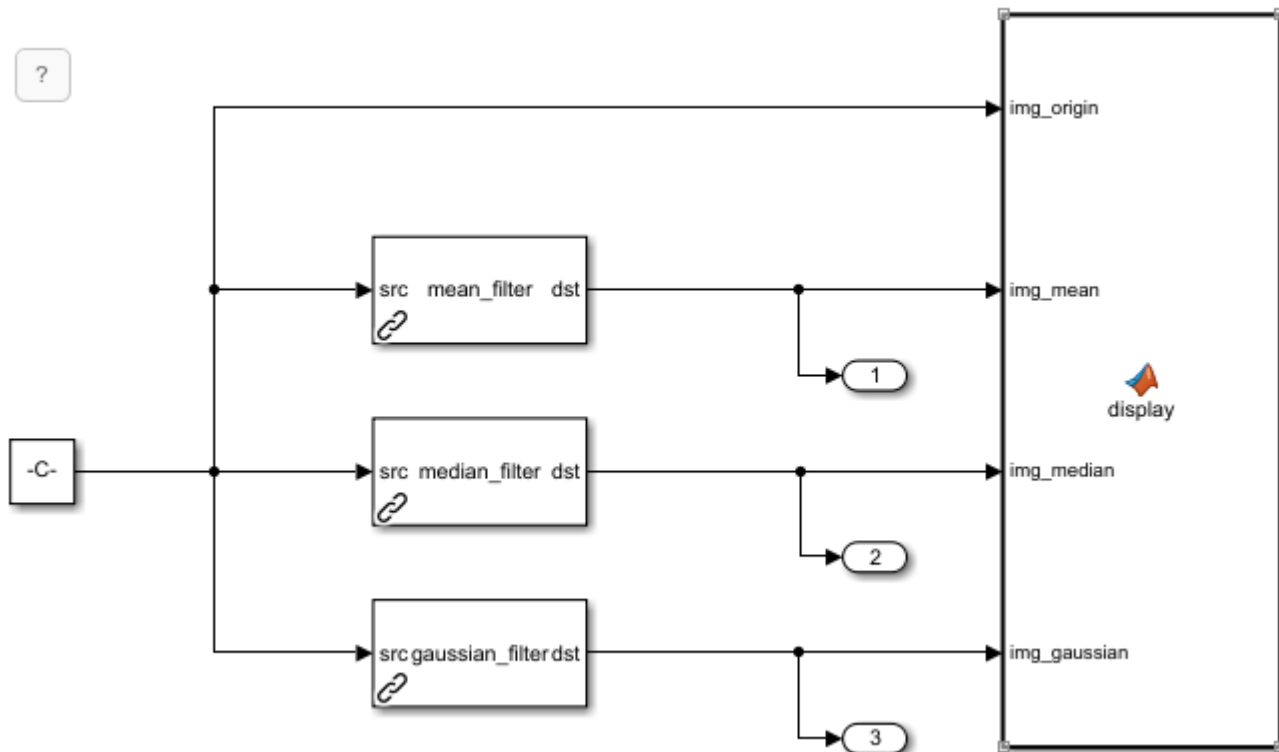 ?
img_origin
src mean_filter dst
img_mean
1
display
-C-
src median_filter dst
img_median
2
src gaussian_filter dst
img_gaussian
3